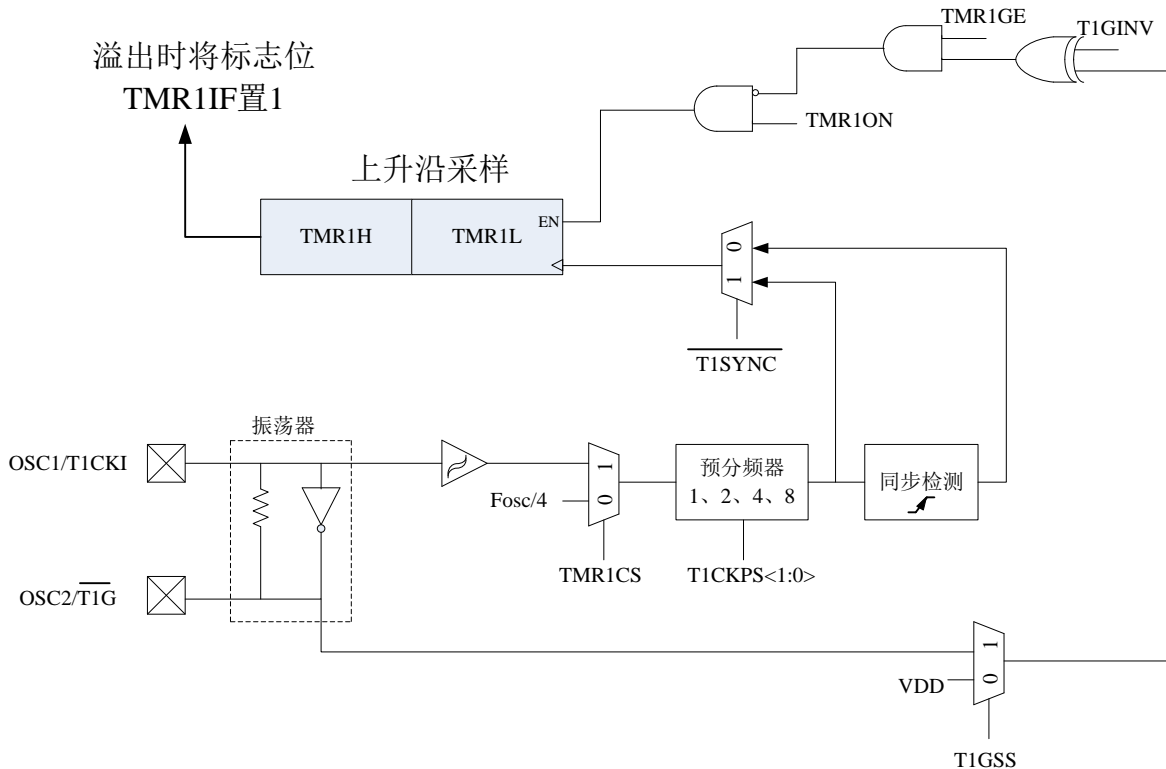 TMR1GE
T1GINV
溢出时将标志位
TMR1IF置1
TMR1ON
上升沿采样
TMR1H
TMR1L
EN
1 0
T1SYNC
振荡器
OSC1/T1CKI
Fosc/4
0 1
预分频器
1、2、4、8
同步检测
TMR1CS
T1CKPS<1:0>
OSC2/T1G
VDD
0 1
T1GSS